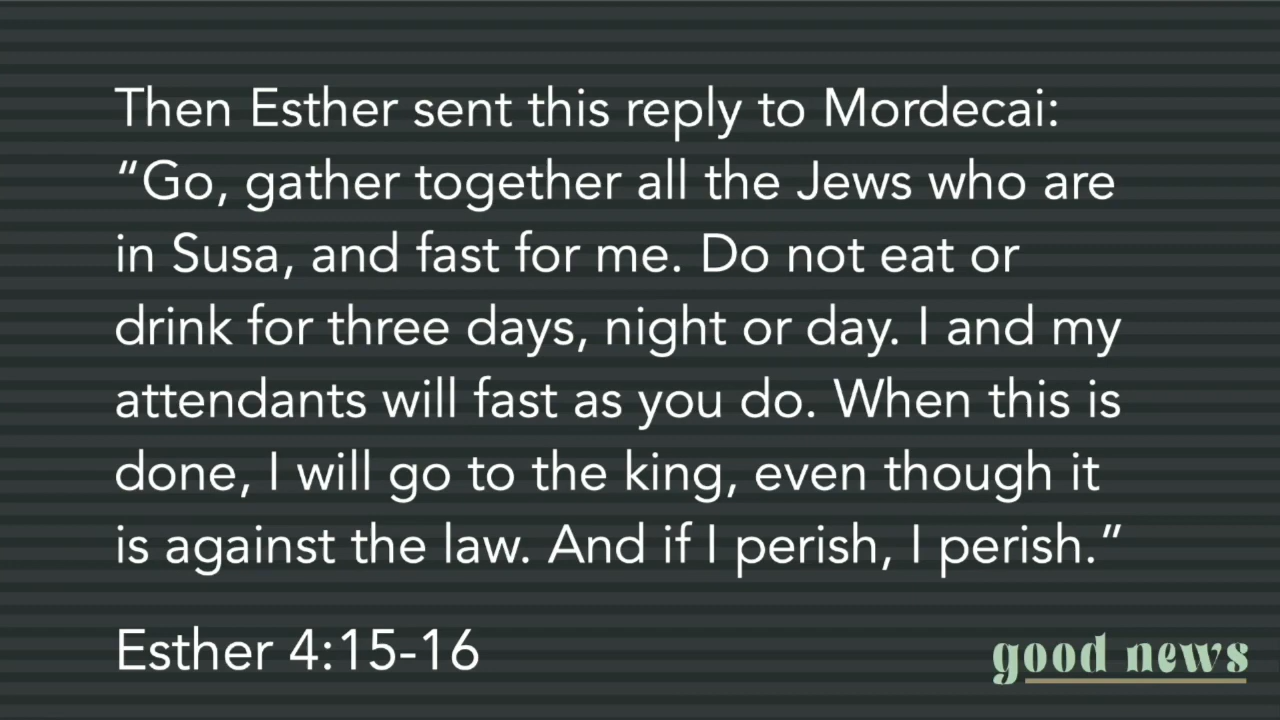 Then Esther sent this reply to Mordecai:
“Go, gather together all the Jews who are
in Susa, and fast for me. Do not eat or
drink for three days, night or day. I and my
attendants will fast as you do. When this is
done, I will go to the king, even though it
is against the law. And if I perish, I perish.”
Esther 4:15-16
good news